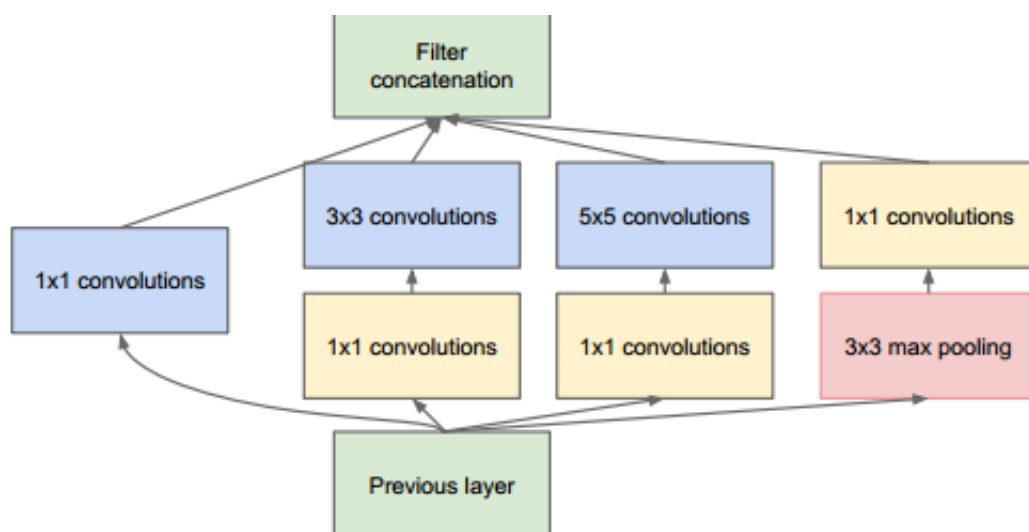 Filter
concatenation
3x3 convolutions
5x5 convolutions
1x1 convolutions
1x1 convolutions
1x1 convolutions
1x1 convolutions
3x3 max pooling
Previous layer